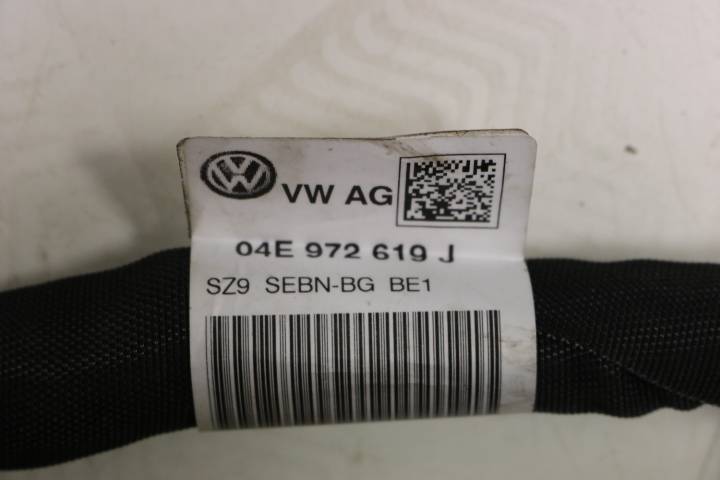 VW AG
04E 972 619 J
SZ9 SEBN-BG BE1